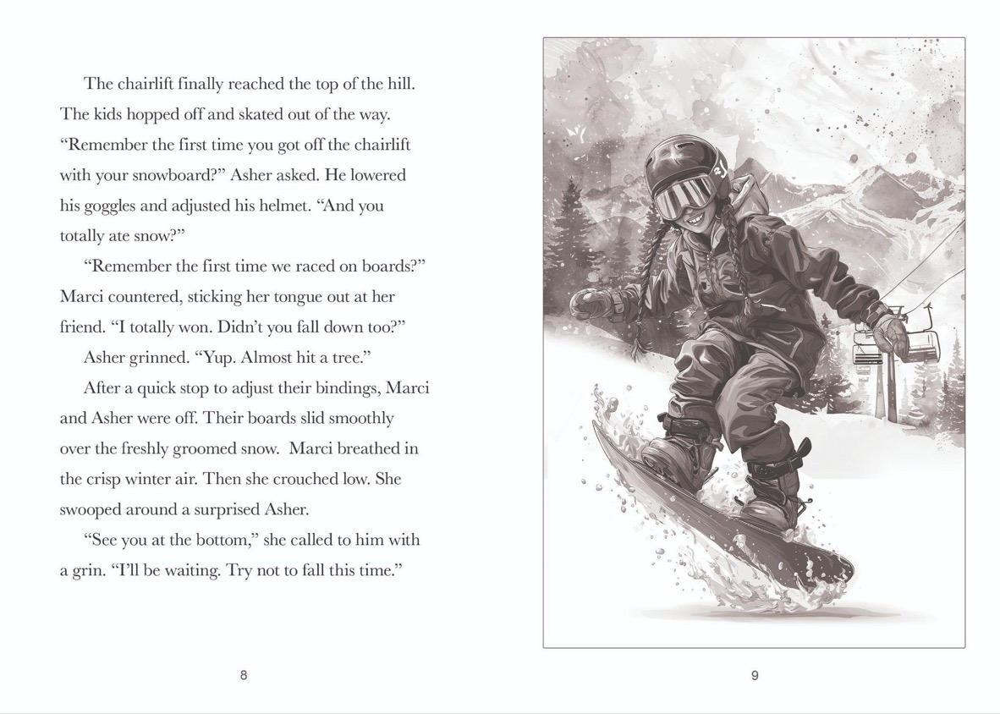 The chairlift finally reached the top of the hill.
The kids hopped off and skated out of the way.
“Remember the first time you got off the chairlift
with your snowboard?” Asher asked. He lowered
his goggles and adjusted his helmet. “And you
totally ate snow?”
“Remember the first time we raced on boards?”
Marci countered, sticking her tongue out at her
friend. “I totally won. Didn’t you fall down too?”
Asher grinned. “Yup. Almost hit a tree.”
After a quick stop to adjust their bindings, Marci
and Asher were off. Their boards slid smoothly
over the freshly groomed snow.  Marci breathed in
the crisp winter air. Then she crouched low. She
swooped around a surprised Asher.
“See you at the bottom,” she called to him with
a grin. “I’ll be waiting. Try not to fall this time.”
8
9